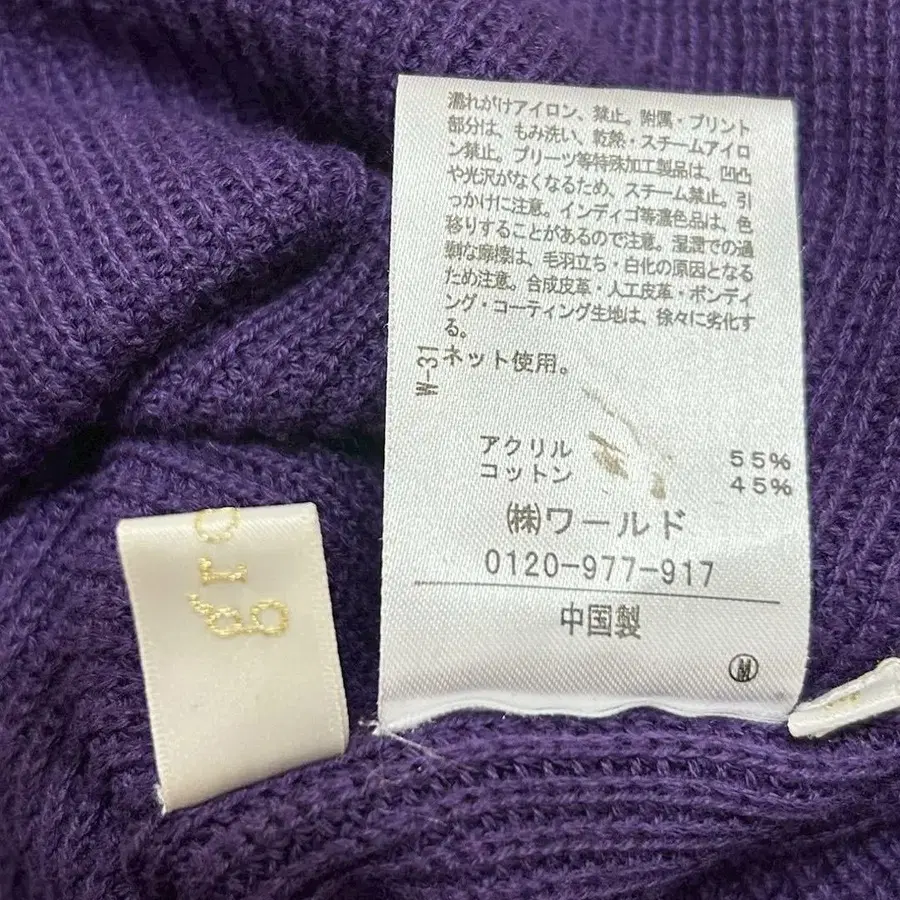 濡れがけアイロン、禁止。附属・プリント
部分は、もみ洗い、乾熱・スチームアイロ
ン禁止。プリーツ等特殊加工製品は、凹凸
や光沢がなくなるため、スチーム禁止。引
っかけに注意。インディゴ等濃色品は、色
移りすることがあるので注意。湿潤での過
剰な摩擦は、毛羽立ち・白化の原因となる
ため注意。合成皮革・人工皮革・ボンディ
ング・コーティング生地は、徐々に劣化す
る。
W-31
ネット使用。
アクリル 55%
コットン 45%
㈱ワールド
0120-977-917
中国製
Ⓜ
gro